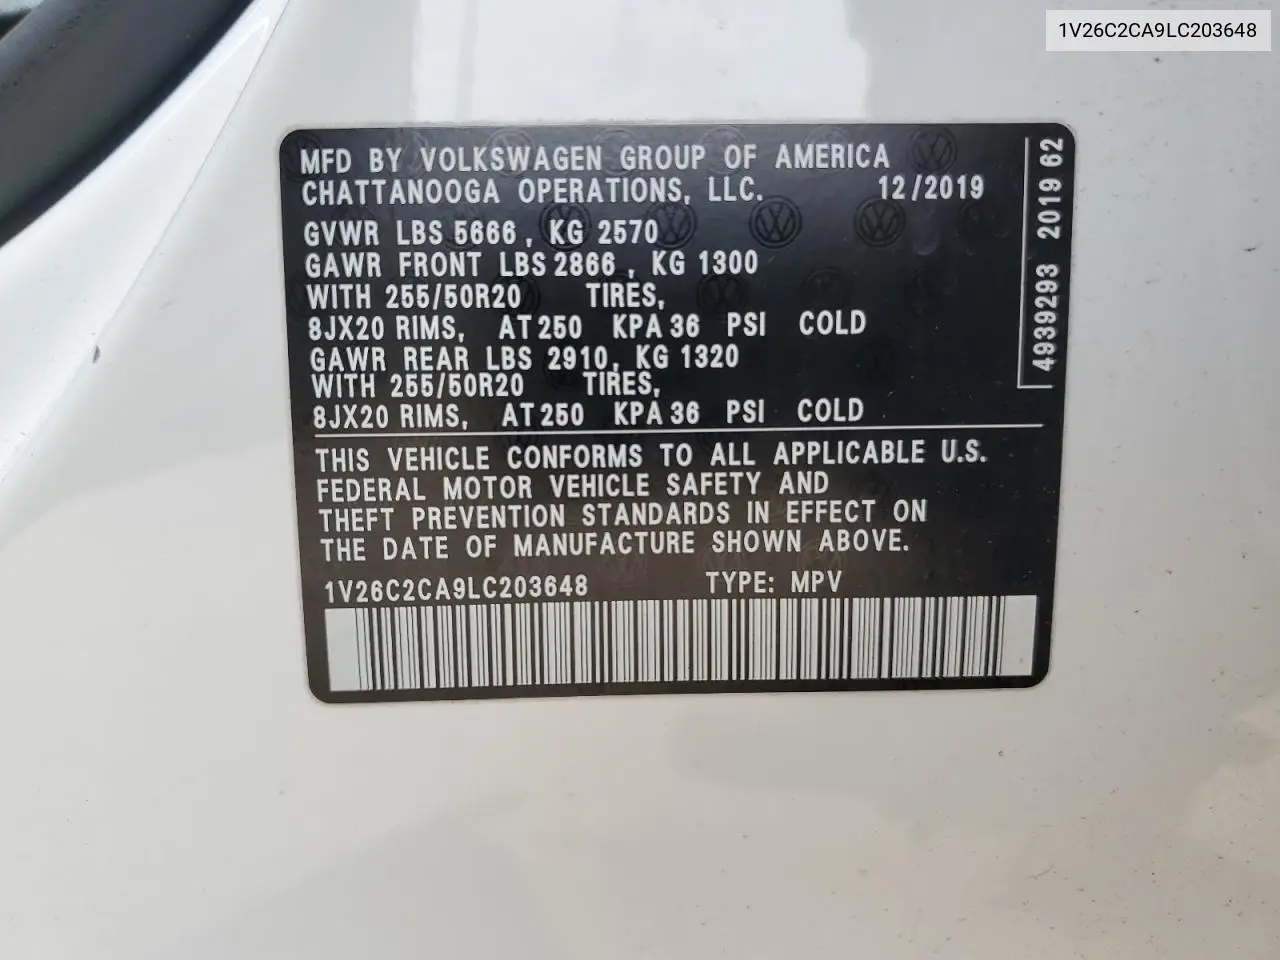 1V26C2CA9LC203648
MFD BY VOLKSWAGEN GROUP OF AMERICA
CHATTANOOGA OPERATIONS, LLC. 12/2019
GVWR LBS 5666, KG 2570
GAWR FRONT LBS 2866, KG 1300
WITH 255/50R20 TIRES,
8JX20 RIMS, AT 250 KPA 36 PSI COLD
GAWR REAR LBS 2910, KG 1320
WITH 255/50R20 TIRES,
8JX20 RIMS, AT 250 KPA 36 PSI COLD
THIS VEHICLE CONFORMS TO ALL APPLICABLE U.S.
FEDERAL MOTOR VEHICLE SAFETY AND
THEFT PREVENTION STANDARDS IN EFFECT ON
THE DATE OF MANUFACTURE SHOWN ABOVE.
1V26C2CA9LC203648 TYPE: MPV
4939293 2019 62